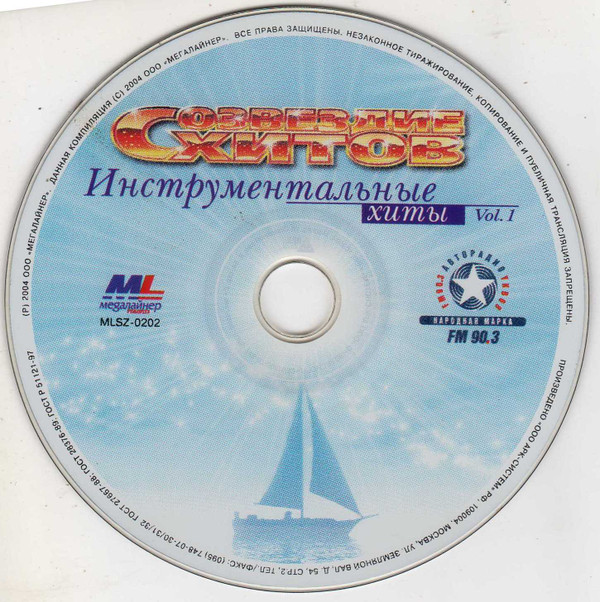 (P) 2004 ООО «МЕГАЛАЙНЕР». ДАННАЯ КОМПИЛЯЦИЯ (С) 2004 ООО «МЕГАЛАЙНЕР». ВСЕ ПРАВА ЗАЩИЩЕНЫ. НЕЗАКОННОЕ ТИРАЖИРОВАНИЕ, КОПИРОВАНИЕ И ПУБЛИЧНАЯ ТРАНСЛЯЦИЯ ЗАПРЕЩЕНЫ.
СОЗВЕЗДИЕ
ХИТОВ
Инструментальные
хиты Vol. 1
ML
мегалайнер
MLSZ-0202
АВТОРАДИО
НАРОДНАЯ МАРКА
FM 90.3
ПРОИЗВЕДЕНО «ООО АРК-СИСТЕМ» РФ, 109004, МОСКВА, УЛ. ЗЕМЛЯНОЙ ВАЛ, Д. 54, СТР.2, ТЕЛ./ФАКС: (095) 748-07-30/31/32 ГОСТ 27667-88, ГОСТ 28376-89, ГОСТ Р 51121-97